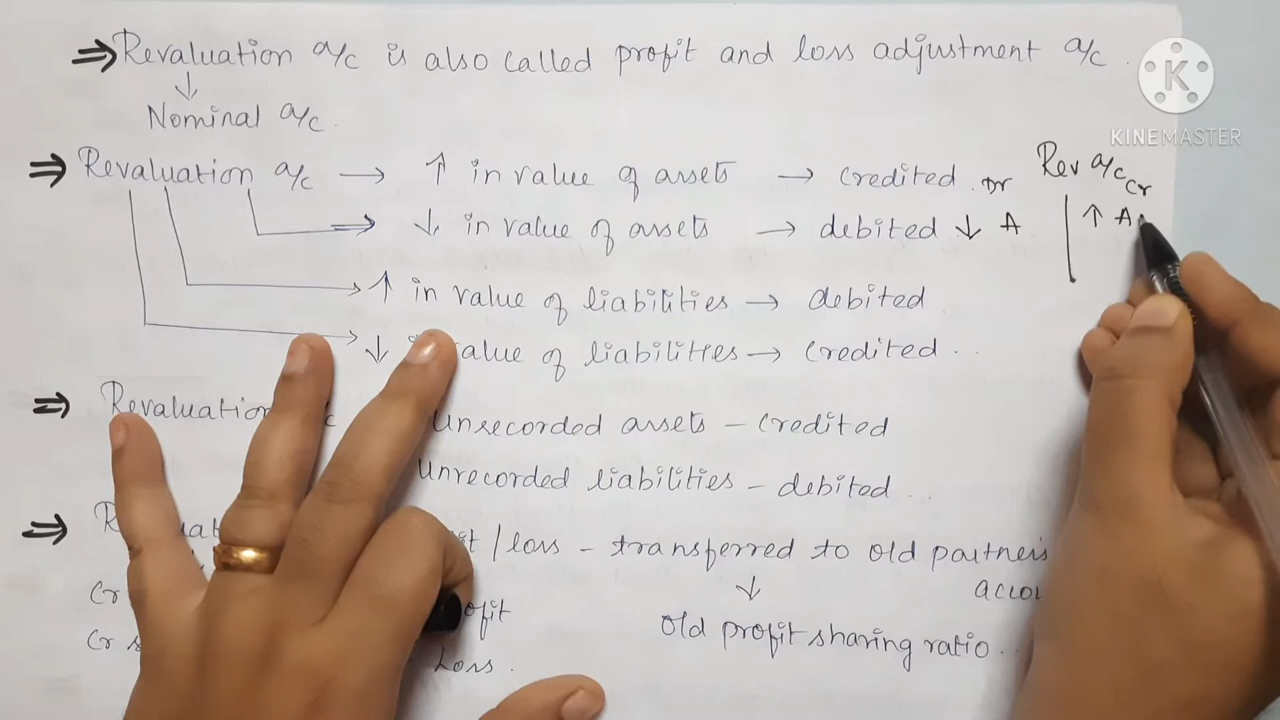 ⇒ Revaluation a/c is also called profit and loss adjustment a/c.
↓
Nominal a/c.
KINEMASTER
⇒ Revaluation a/c → ↑ in value of assets → credited
Dr Rev a/c Cr
↓ in value of assets → debited ↓ A
↑ A
↑ in value of liabilities → debited.
↓ value of liabilities → credited..
⇒ Revaluation
unrecorded assets - credited
unrecorded liabilities - debited..
⇒ / loss - transferred to old partners
↓
Cr
old profit sharing ratio..
Cr
Loss.